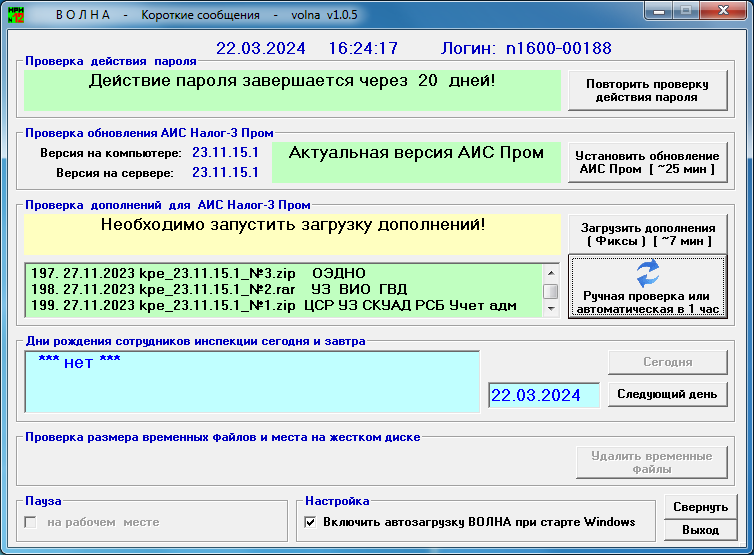 ИРИ 12 В О Л Н А - Короткие сообщения - volna v1.0.5
22.03.2024 16:24:17 Логин: n1600-00188
Проверка действия пароля
Действие пароля завершается через 20 дней!
Повторить проверку
действия пароля
Проверка обновления АИС Налог-3 Пром
Версия на компьютере: 23.11.15.1
Версия на сервере: 23.11.15.1
Актуальная версия АИС Пром
Установить обновление
АИС Пром [ ~25 мин ]
Проверка дополнений для АИС Налог-3 Пром
Необходимо запустить загрузку дополнений!
Загрузить дополнения
( Фиксы ) [ ~7 мин ]
197. 27.11.2023 kpe_23.11.15.1_№3.zip ОЭДНО
198. 27.11.2023 kpe_23.11.15.1_№2.rar УЗ ВИО ГВД
199. 27.11.2023 kpe_23.11.15.1_№1.zip ЦСР УЗ СКУАД РСБ Учет адм
Ручная проверка или
автоматическая в 1 час
Дни рождения сотрудников инспекции сегодня и завтра
*** нет ***
Сегодня
22.03.2024
Следующий день
Проверка размера временных файлов и места на жестком диске
Удалить временные
файлы
Пауза
на рабочем месте
Настройка
Включить автозагрузку ВОЛНА при старте Windows
Свернуть
Выход